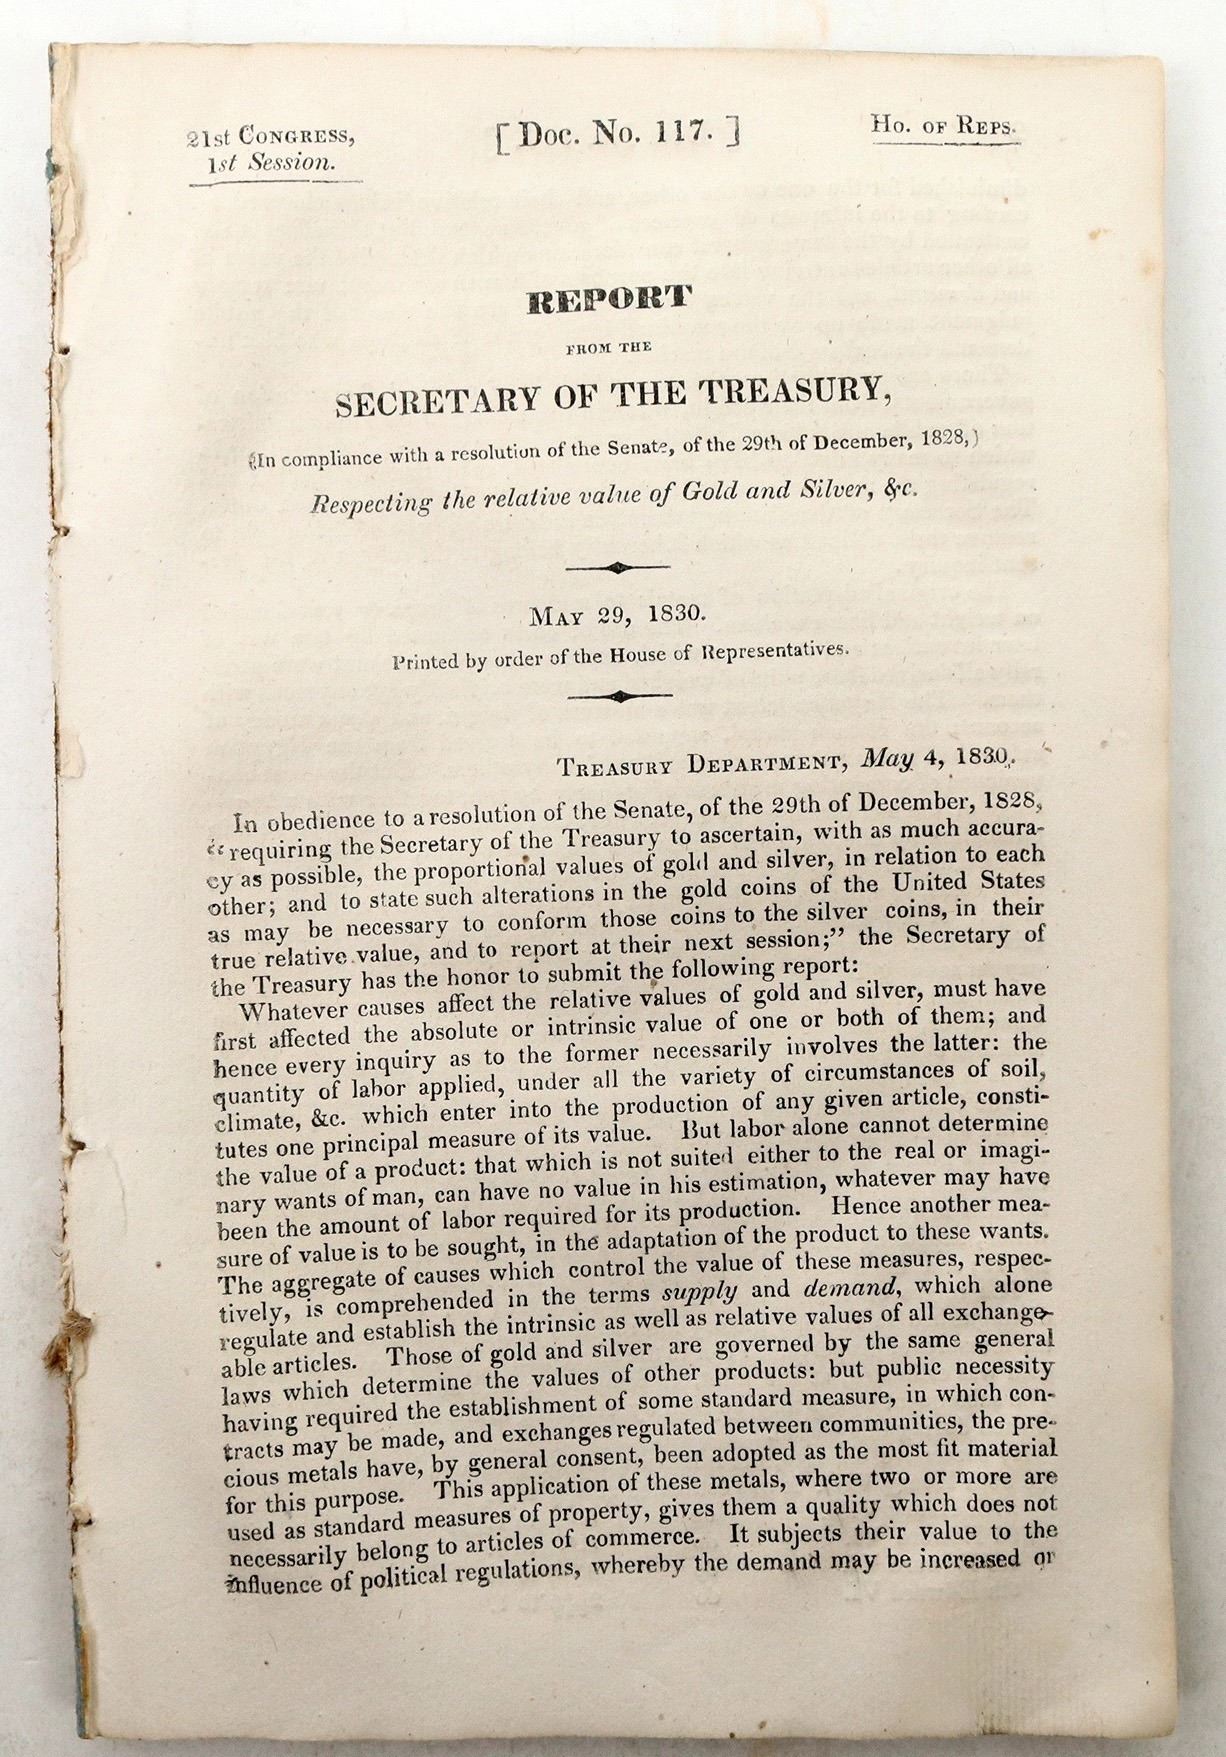 21st Congress,
1st Session.
[ Doc. No. 117. ]
Ho. of Reps.
REPORT
FROM THE
SECRETARY OF THE TREASURY,
(In compliance with a resolution of the Senate, of the 29th of December, 1828,)
Respecting the relative value of Gold and Silver, &c.
May 29, 1830.
Printed by order of the House of Representatives.
Treasury Department, May 4, 1830.
In obedience to a resolution of the Senate, of the 29th of December, 1828,
“requiring the Secretary of the Treasury to ascertain, with as much accura-
cy as possible, the proportional values of gold and silver, in relation to each
other; and to state such alterations in the gold coins of the United States
as may be necessary to conform those coins to the silver coins, in their
true relative value, and to report at their next session;” the Secretary of
the Treasury has the honor to submit the following report:
Whatever causes affect the relative values of gold and silver, must have
first affected the absolute or intrinsic value of one or both of them; and
hence every inquiry as to the former necessarily involves the latter: the
quantity of labor applied, under all the variety of circumstances of soil,
climate, &c. which enter into the production of any given article, consti-
tutes one principal measure of its value. But labor alone cannot determine
the value of a product: that which is not suited either to the real or imagi-
nary wants of man, can have no value in his estimation, whatever may have
been the amount of labor required for its production. Hence another mea-
sure of value is to be sought, in the adaptation of the product to these wants.
The aggregate of causes which control the value of these measures, respec-
tively, is comprehended in the terms supply and demand, which alone
regulate and establish the intrinsic as well as relative values of all exchange-
able articles. Those of gold and silver are governed by the same general
laws which determine the values of other products: but public necessity
having required the establishment of some standard measure, in which con-
tracts may be made, and exchanges regulated between communities, the pre-
cious metals have, by general consent, been adopted as the most fit material
for this purpose. This application of these metals, where two or more are
used as standard measures of property, gives them a quality which does not
necessarily belong to articles of commerce. It subjects their value to the
influence of political regulations, whereby the demand may be increased or